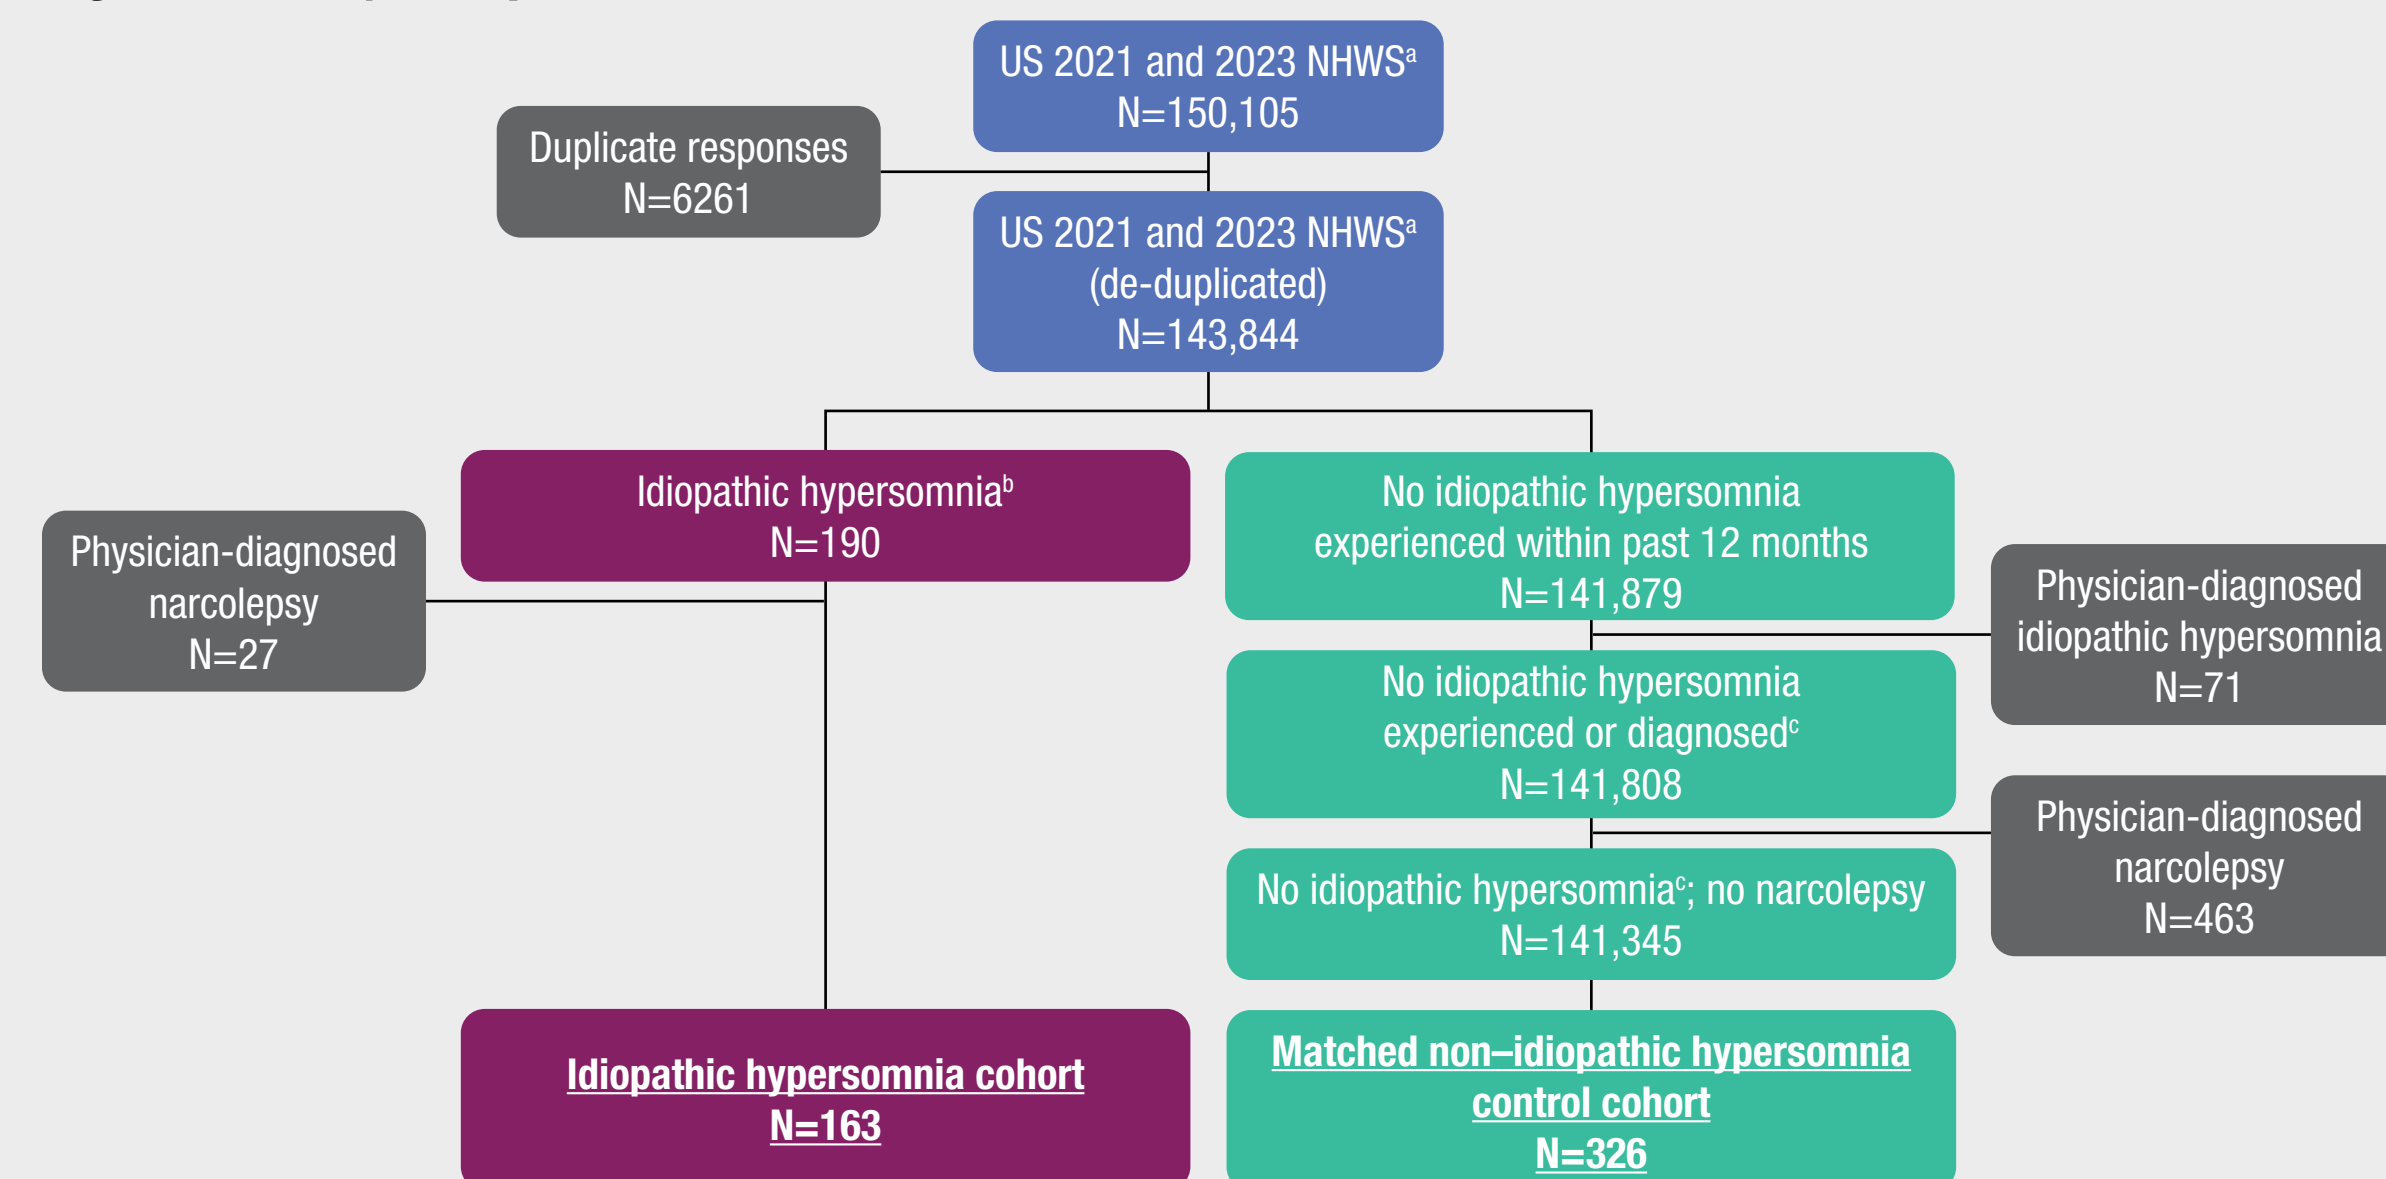 US 2021 and 2023 NHWSᵃ
N=150,105
Duplicate responses
N=6261
US 2021 and 2023 NHWSᵃ
(de-duplicated)
N=143,844
Idiopathic hypersomniaᵇ
N=190
No idiopathic hypersomnia
experienced within past 12 months
N=141,879
Physician-diagnosed
narcolepsy
N=27
Physician-diagnosed
idiopathic hypersomnia
N=71
No idiopathic hypersomnia
experienced or diagnosedᶜ
N=141,808
Physician-diagnosed
narcolepsy
N=463
No idiopathic hypersomniaᶜ; no narcolepsy
N=141,345
Idiopathic hypersomnia cohort
N=163
Matched non–idiopathic hypersomnia
control cohort
N=326